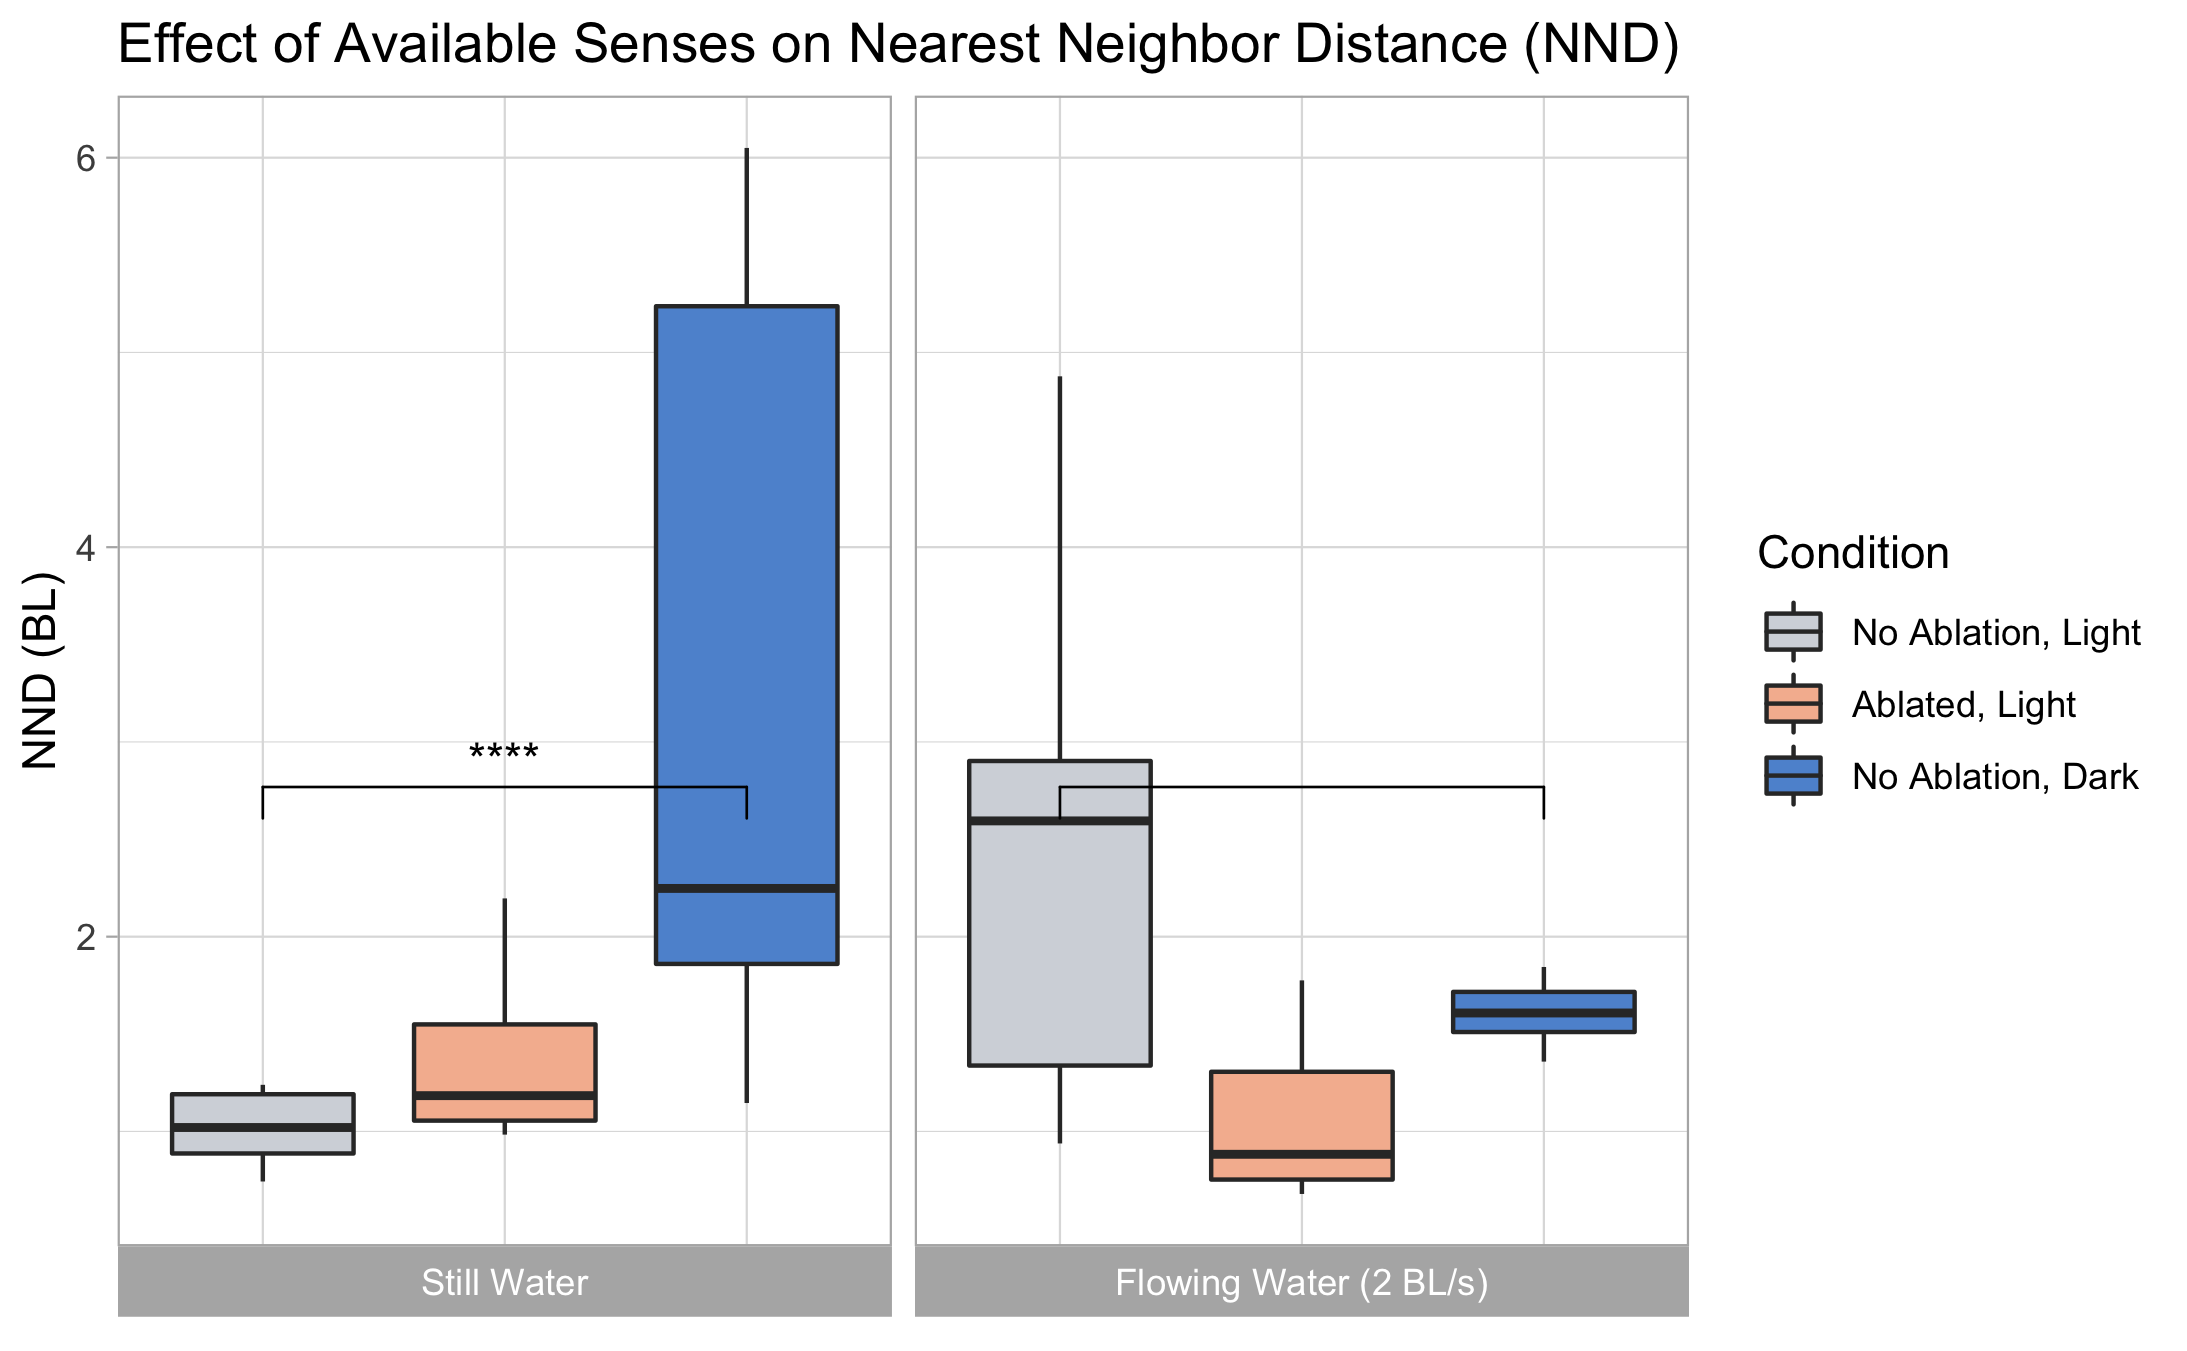 Effect of Available Senses on Nearest Neighbor Distance (NND)
6
4
2
NND (BL)
****
Still Water
Flowing Water (2 BL/s)
Condition
No Ablation, Light
Ablated, Light
No Ablation, Dark